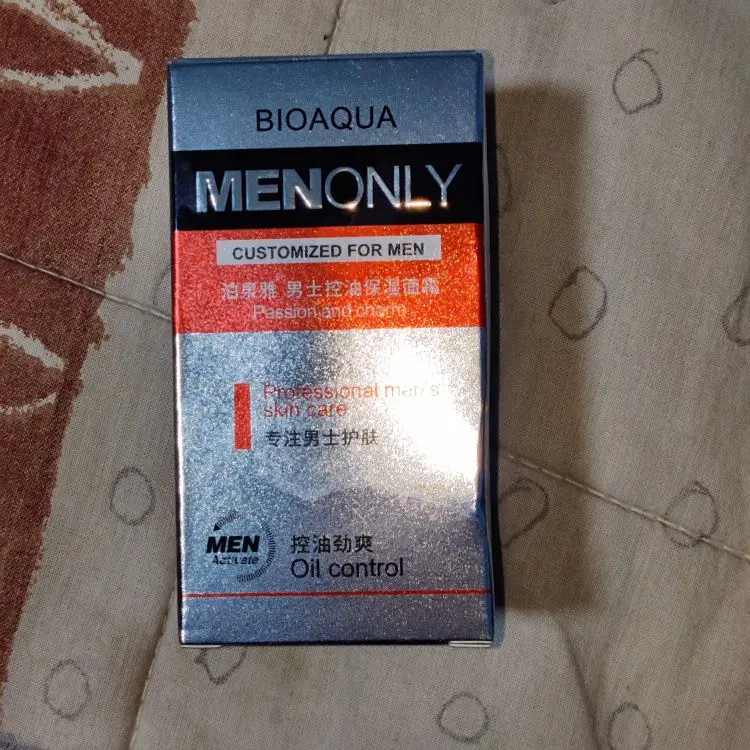 BIOAQUA
MENONLY
CUSTOMIZED FOR MEN
泊泉雅 男士控油保湿面霜
Passion and charm
Professional men's
skin care
专注男士护肤
MEN
Activate
控油劲爽
Oil control